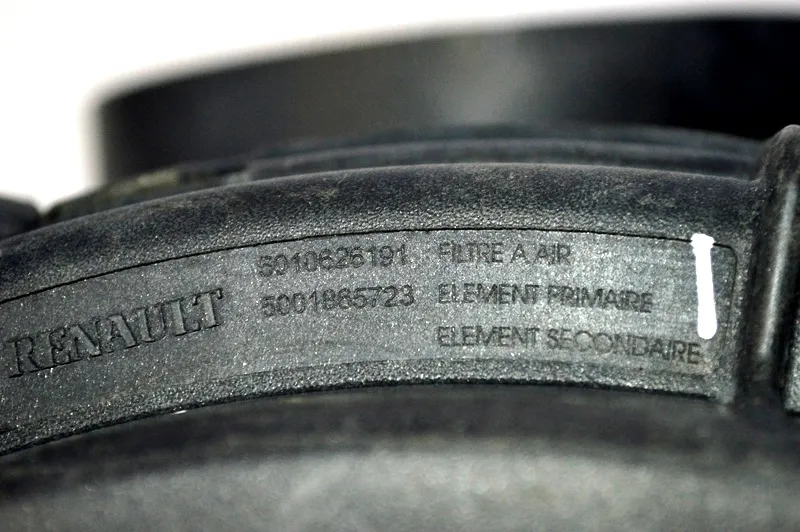 RENAULT
5010626191 FILTRE A AIR
5001865723 ELEMENT PRIMAIRE
ELEMENT SECONDAIRE